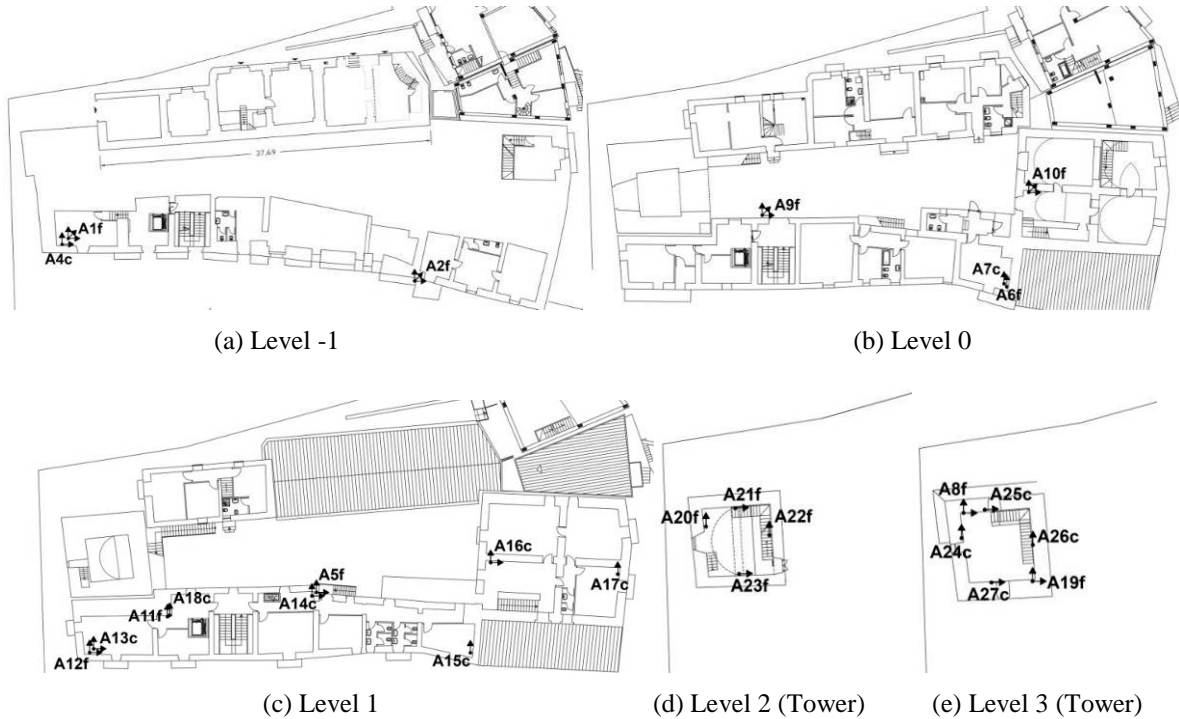 37,69
A1f
A4c
A2f
A10f
A9f
A7c
A6f
(a) Level -1
(b) Level 0
A16c
A5f
A17c
A18c
A14c
A11f
A13c
A12f
A15c
A21f
A20f
A22f
A23f
A8f
A25c
A24c
A26c
A19f
A27c
(c) Level 1
(d) Level 2 (Tower)
(e) Level 3 (Tower)